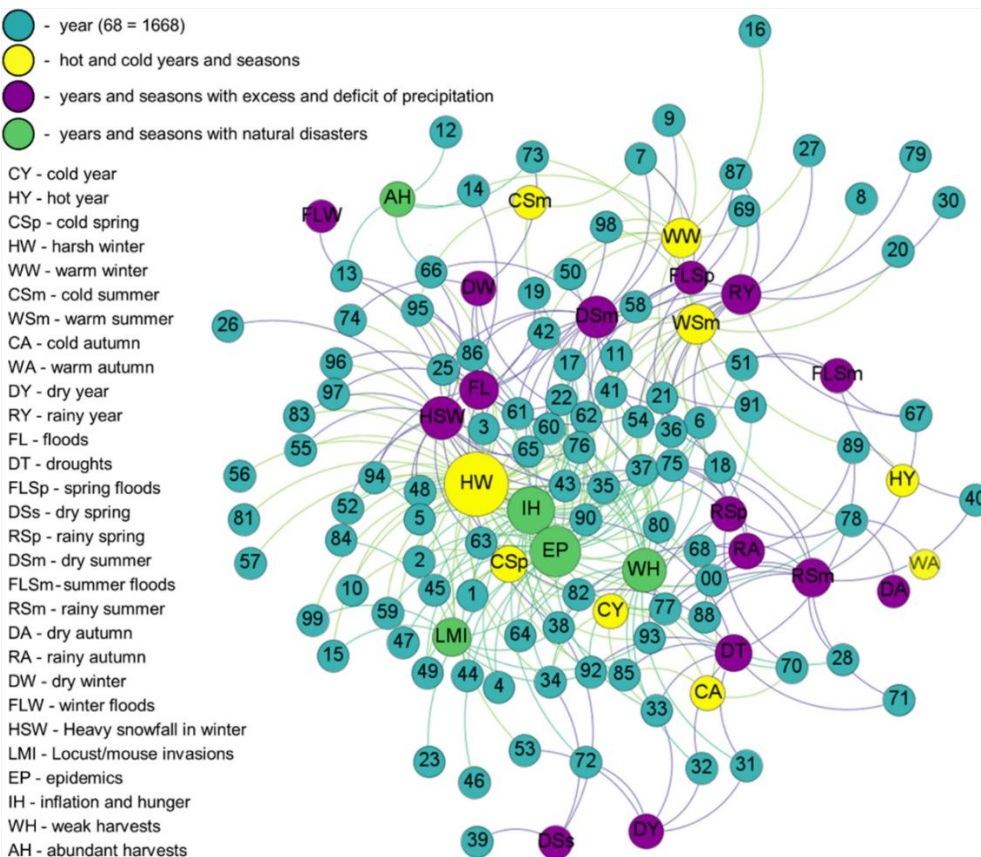 - year (68 = 1668)
- hot and cold years and seasons
- years and seasons with excess and deficit of precipitation
- years and seasons with natural disasters
CY - cold year
HY - hot year
CSp - cold spring
HW - harsh winter
WW - warm winter
CSm - cold summer
WSm - warm summer
CA - cold autumn
WA - warm autumn
DY - dry year
RY - rainy year
FL - floods
DT - droughts
FLSp - spring floods
DSs - dry spring
RSp - rainy spring
DSm - dry summer
FLSm - summer floods
RSm - rainy summer
DA - dry autumn
RA - rainy autumn
DW - dry winter
FLW - winter floods
HSW - Heavy snowfall in winter
LMI - Locust/mouse invasions
EP - epidemics
IH - inflation and hunger
WH - weak harvests
AH - abundant harvests
16
9
12
27
79
73
7
87
14
AH
CSm
8
30
69
FLW
98
WW
20
13
66
50
FLSp
DW
19
RY
58
95
74
DSm
WSm
26
42
86
11
96
25
17
51
FLSm
97
FL
41
22
21
91
83
HSW
61
62
67
3
60
54
36
6
55
65
76
89
56
94
HW
43
35
37
75
18
HY
48
40
52
IH
81
5
90
80
RSp
78
84
63
57
2
CSp
EP
68
RA
WA
WH
00
RSm
DA
10
45
1
82
99
59
CY
77
88
47
LMI
64
38
93
15
DT
28
49
44
4
34
92
85
70
CA
71
33
23
53
72
46
32
31
39
DSs
DY